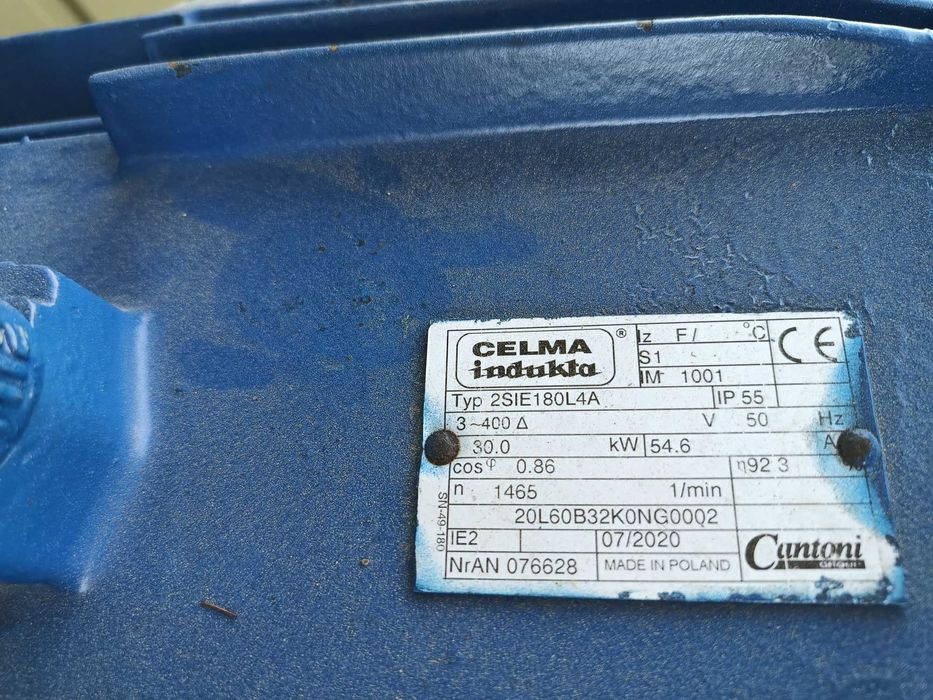 CELMA ®
indukta
Iz F/ °C
S1
IM 1001
CE
Typ 2SIE180L4A IP 55
3~400 Δ V 50 Hz
30.0 kW 54.6 A
cosφ 0.86 η92 3
n 1465 1/min
20L60B32K0NG0002
IE2 07/2020
NrAN 076628 MADE IN POLAND
Cantoni
GROUP
SN-49-180